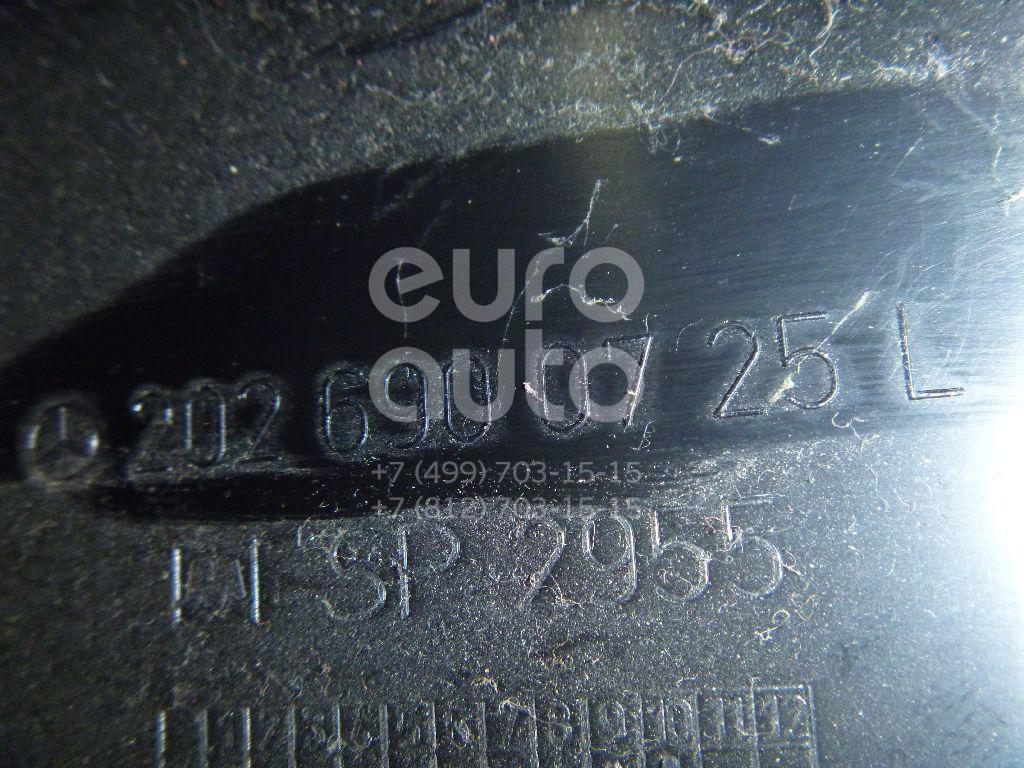 euro
auto
202 690 07 25 L
+7 (499) 703-15-15
+7 (812) 703-15-15
SP 2955